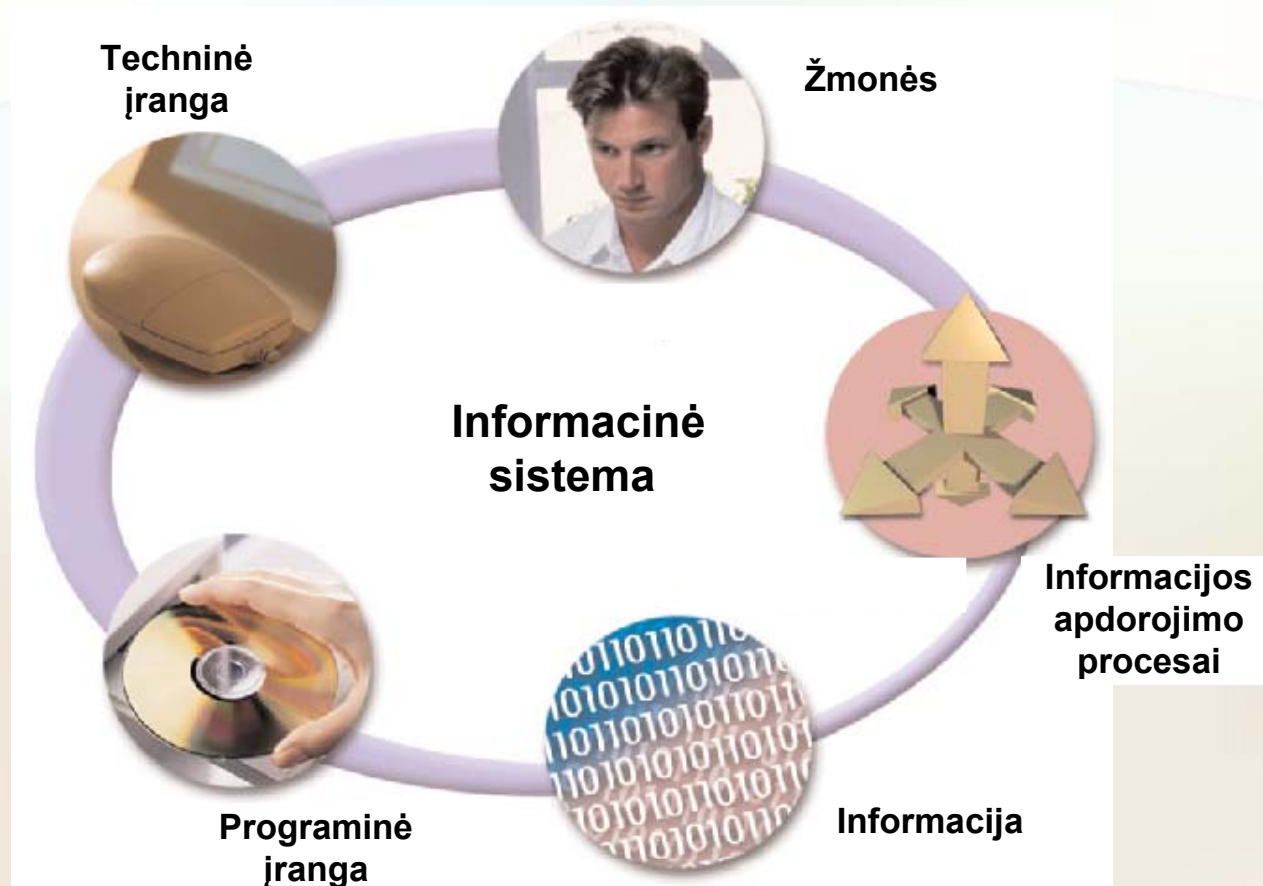 Techninė
įranga
Žmonės
Informacinė
sistema
Informacijos
apdorojimo
procesai
Informacija
Programinė
įranga